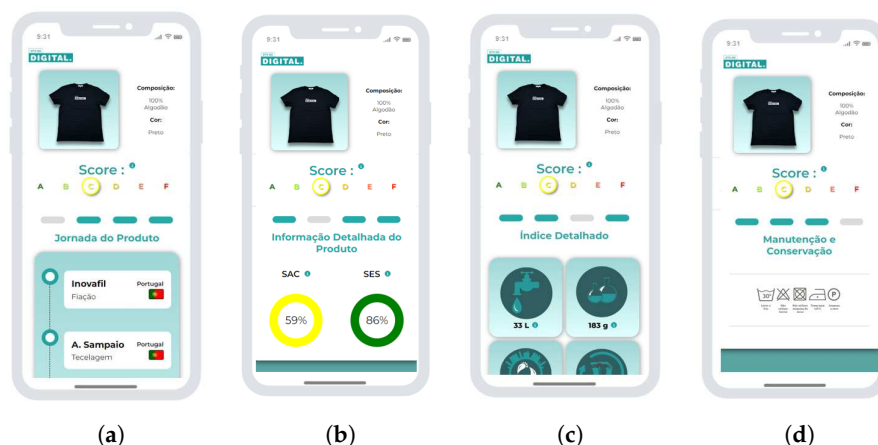 9:31
DIGITAL.
Composição:
100%
Algodão
Cor:
Preto
Score :
A B C D E F
Jornada do Produto
Inovafil
Fiação
Portugal
A. Sampaio
Tecelagem
Portugal
(a)
9:31
DIGITAL.
Composição:
100%
Algodão
Cor:
Preto
Score :
A B C D E F
Informação Detalhada do
Produto
SAC
SES
59%
86%
(b)
9:31
DIGITAL.
Composição:
100%
Algodão
Cor:
Preto
Score :
A B C D E F
Índice Detalhado
33 L
183 g
(c)
9:31
DIGITAL.
Composição:
100%
Algodão
Cor:
Preto
Score :
A B C D E F
Manutenção e
Conservação
30°
P
(d)